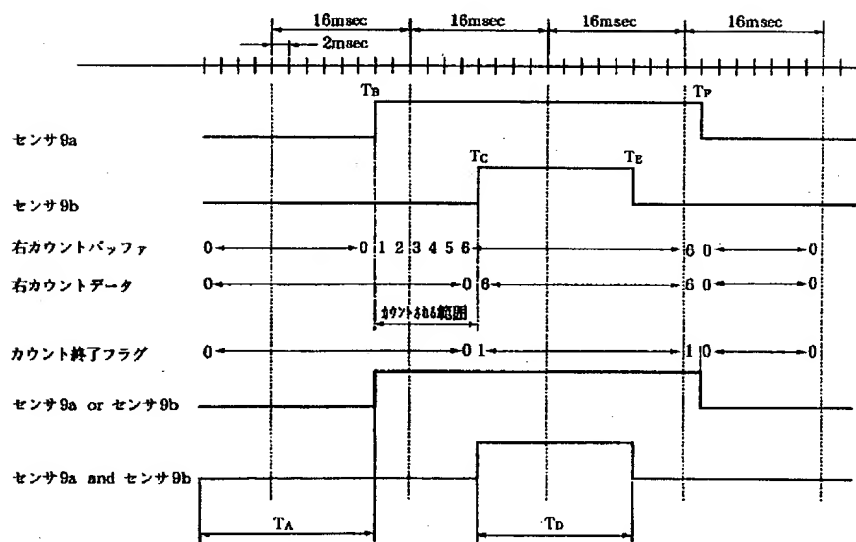 16msec 16msec 16msec 16msec
2msec
TB TF
センサ9a
TC TE
センサ9b
右カウントバッファ 0 0 1 2 3 4 5 6 6 0 0
右カウントデータ 0 0 6 6 0 0
カウントされる範囲
カウント終了フラグ 0 0 1 1 0 0
センサ9a or センサ9b
センサ9a and センサ9b
TA TD